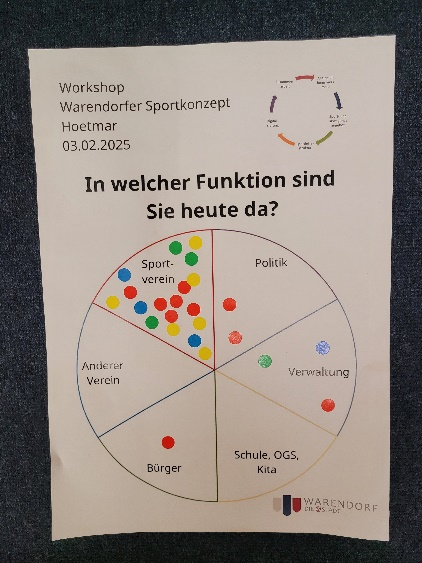 Workshop
Warendorfer Sportkonzept
Hoetmar
03.02.2025
In welcher Funktion sind
Sie heute da?
Sport-
verein
Politik
Anderer
Verein
Verwaltung
Bürger
Schule, OGS,
Kita
WARENDORF